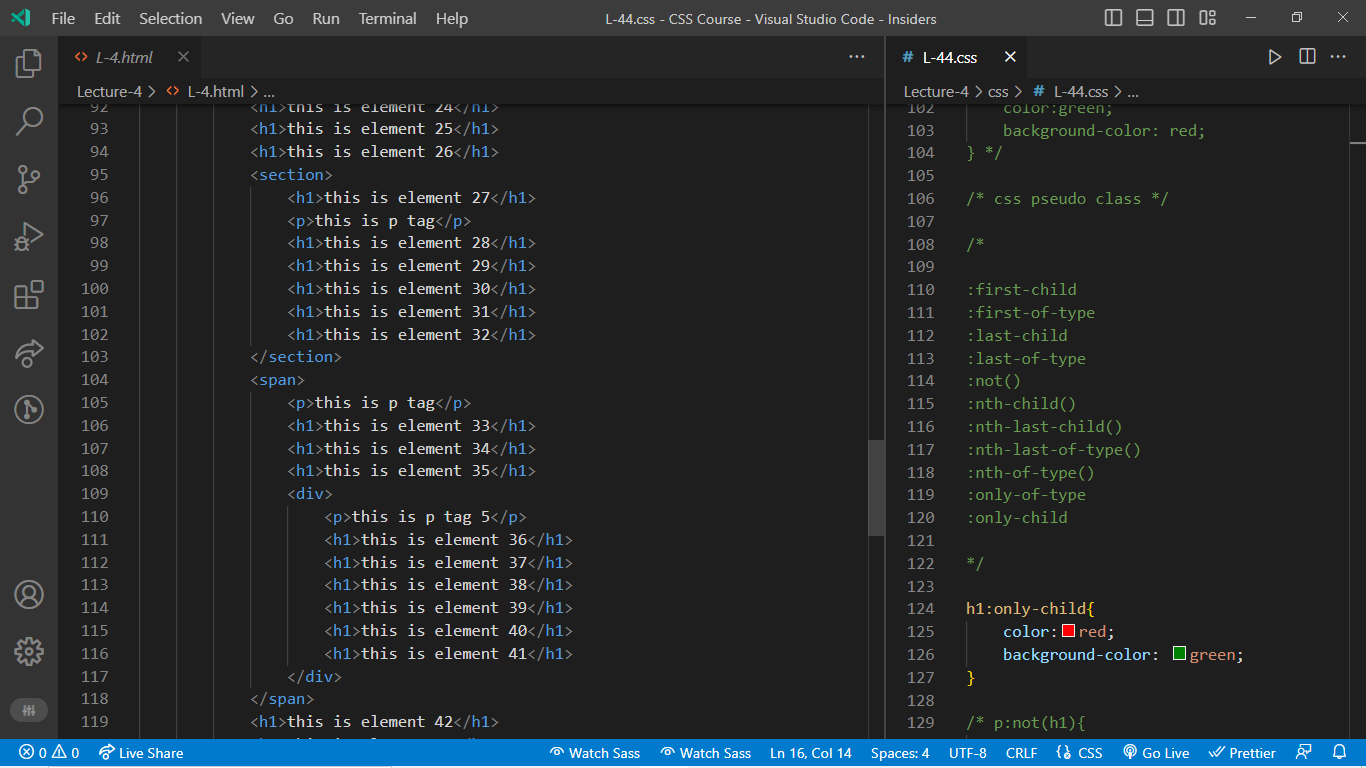 File Edit Selection View Go Run Terminal Help L-44.css - CSS Course - Visual Studio Code - Insiders
L-4.html
Lecture-4 > L-4.html > ...
92 <h1>this is element 24</h1>
93 <h1>this is element 25</h1>
94 <h1>this is element 26</h1>
95 <section>
96 <h1>this is element 27</h1>
97 <p>this is p tag</p>
98 <h1>this is element 28</h1>
99 <h1>this is element 29</h1>
100 <h1>this is element 30</h1>
101 <h1>this is element 31</h1>
102 <h1>this is element 32</h1>
103 </section>
104 <span>
105 <p>this is p tag</p>
106 <h1>this is element 33</h1>
107 <h1>this is element 34</h1>
108 <h1>this is element 35</h1>
109 <div>
110 <p>this is p tag 5</p>
111 <h1>this is element 36</h1>
112 <h1>this is element 37</h1>
113 <h1>this is element 38</h1>
114 <h1>this is element 39</h1>
115 <h1>this is element 40</h1>
116 <h1>this is element 41</h1>
117 </div>
118 </span>
119 <h1>this is element 42</h1>
# L-44.css
Lecture-4 > css > # L-44.css > ...
102 color:green;
103 background-color: red;
104 } */
105
106 /* css pseudo class */
107
108 /*
109
110 :first-child
111 :first-of-type
112 :last-child
113 :last-of-type
114 :not()
115 :nth-child()
116 :nth-last-child()
117 :nth-last-of-type()
118 :nth-of-type()
119 :only-of-type
120 :only-child
121
122 */
123
124 h1:only-child{
125 color: red;
126 background-color: green;
127 }
128
129 /* p:not(h1){
0 0 Live Share Watch Sass Watch Sass Ln 16, Col 14 Spaces: 4 UTF-8 CRLF {} CSS Go Live Prettier